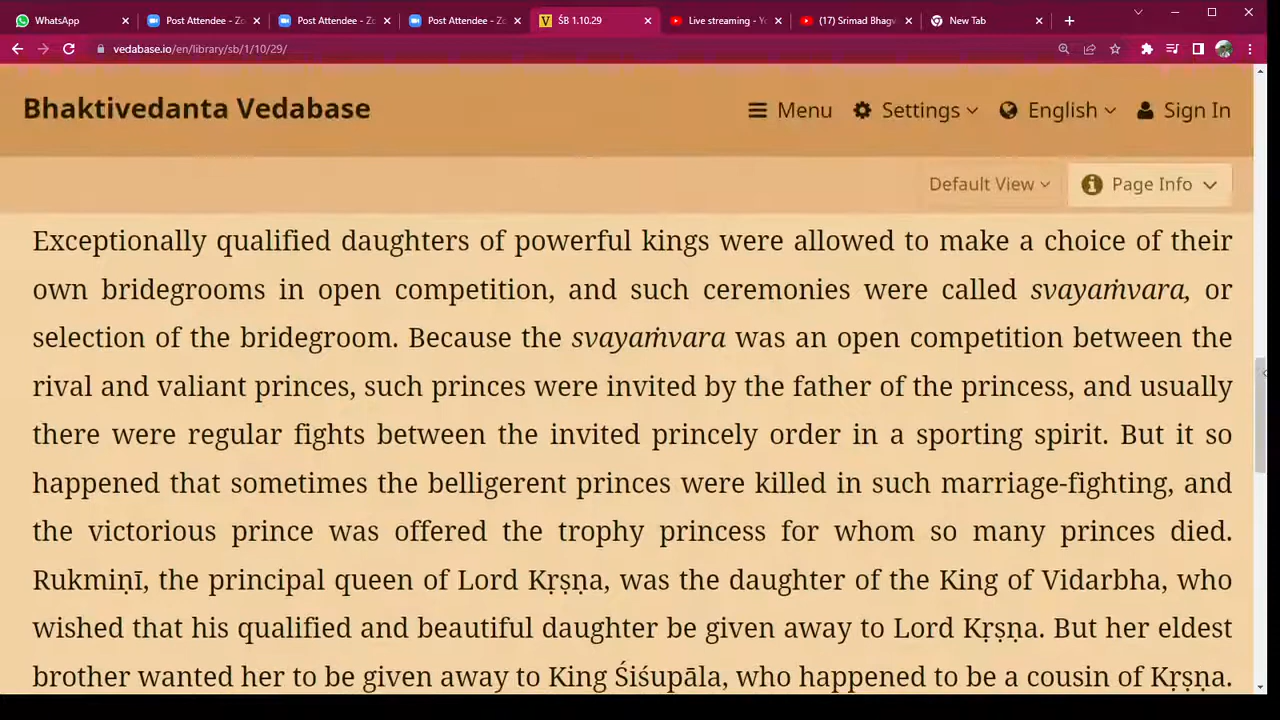 WhatsApp
Post Attendee - Zo
Post Attendee - Zo
Post Attendee - Zo
ŚB 1.10.29
Live streaming - Yo
(17) Srimad Bhagv
New Tab
vedabase.io/en/library/sb/1/10/29/
Bhaktivedanta Vedabase
Menu
Settings
English
Sign In
Default View
Page Info
Exceptionally qualified daughters of powerful kings were allowed to make a choice of their
own bridegrooms in open competition, and such ceremonies were called svayaṁvara, or
selection of the bridegroom. Because the svayaṁvara was an open competition between the
rival and valiant princes, such princes were invited by the father of the princess, and usually
there were regular fights between the invited princely order in a sporting spirit. But it so
happened that sometimes the belligerent princes were killed in such marriage-fighting, and
the victorious prince was offered the trophy princess for whom so many princes died.
Rukmiṇī, the principal queen of Lord Kṛṣṇa, was the daughter of the King of Vidarbha, who
wished that his qualified and beautiful daughter be given away to Lord Kṛṣṇa. But her eldest
brother wanted her to be given away to King Śiśupāla, who happened to be a cousin of Kṛṣṇa.